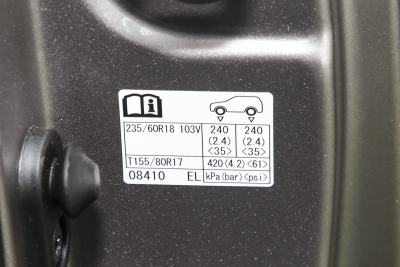 235/60R18 103V 240 240
(2.4) (2.4)
<35> <35>
T155/80R17 420(4.2)<61>
08410 EL kPa(bar)<psi>